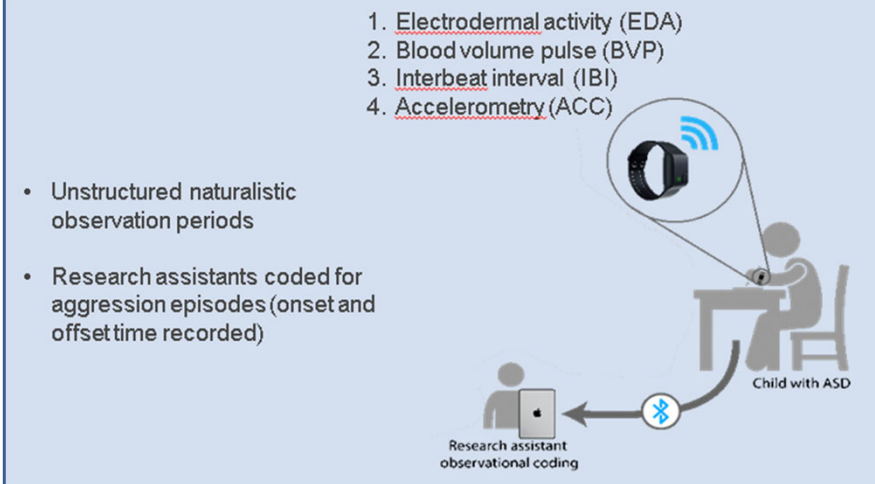 1. Electrodermal activity (EDA)
2. Blood volume pulse (BVP)
3. Interbeat interval (IBI)
4. Accelerometry (ACC)
• Unstructured naturalistic
observation periods
• Research assistants coded for
aggression episodes (onset and
offset time recorded)
Child with ASD
Research assistant
observational coding